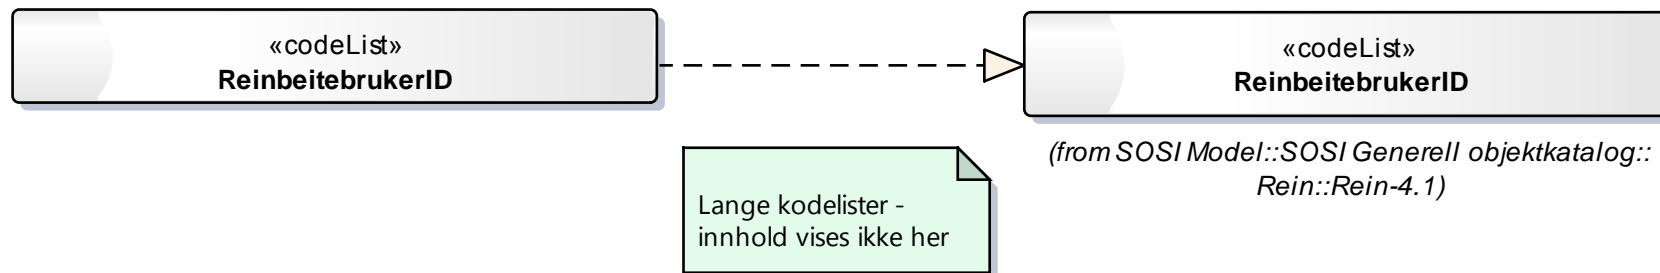 «codeList»
ReinbeitebrukerID
«codeList»
ReinbeitebrukerID
(from SOSI Model::SOSI Generell objektkatalog::
Rein::Rein-4.1)
Lange kodelister -
innhold vises ikke her